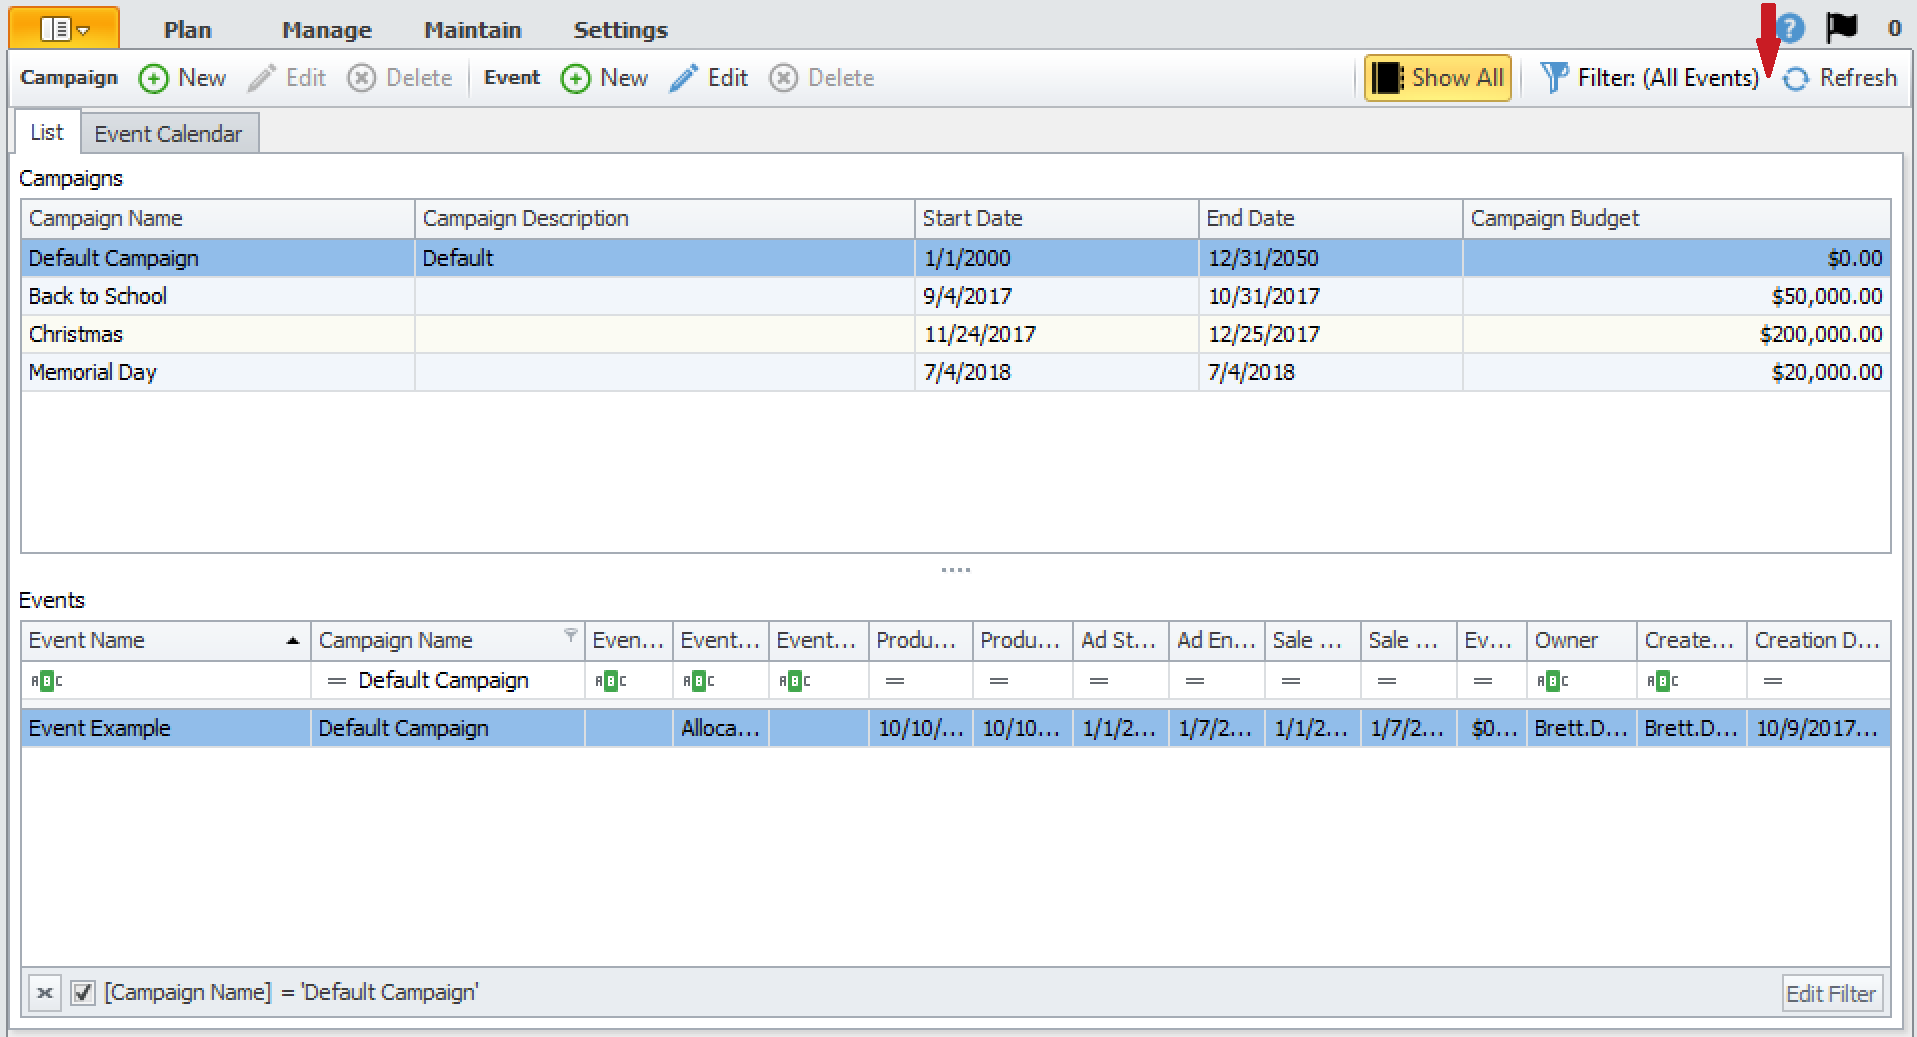 Plan Manage Maintain Settings ? 0
Campaign New Edit Delete Event New Edit Delete Show All Filter: (All Events) Refresh
List Event Calendar
Campaigns
Campaign Name Campaign Description Start Date End Date Campaign Budget
Default Campaign Default 1/1/2000 12/31/2050 $0.00
Back to School 9/4/2017 10/31/2017 $50,000.00
Christmas 11/24/2017 12/25/2017 $200,000.00
Memorial Day 7/4/2018 7/4/2018 $20,000.00
Events
Event Name Campaign Name Even... Event... Event... Produ... Produ... Ad St... Ad En... Sale ... Sale ... Ev... Owner Create... Creation D...
ABC = Default Campaign ABC ABC ABC = = = = = = = ABC ABC =
Event Example Default Campaign Alloca... 10/10/... 10/10... 1/1/2... 1/7/2... 1/1/2... 1/7/2... $0... Brett.D... Brett.D... 10/9/2017...
[Campaign Name] = 'Default Campaign' Edit Filter